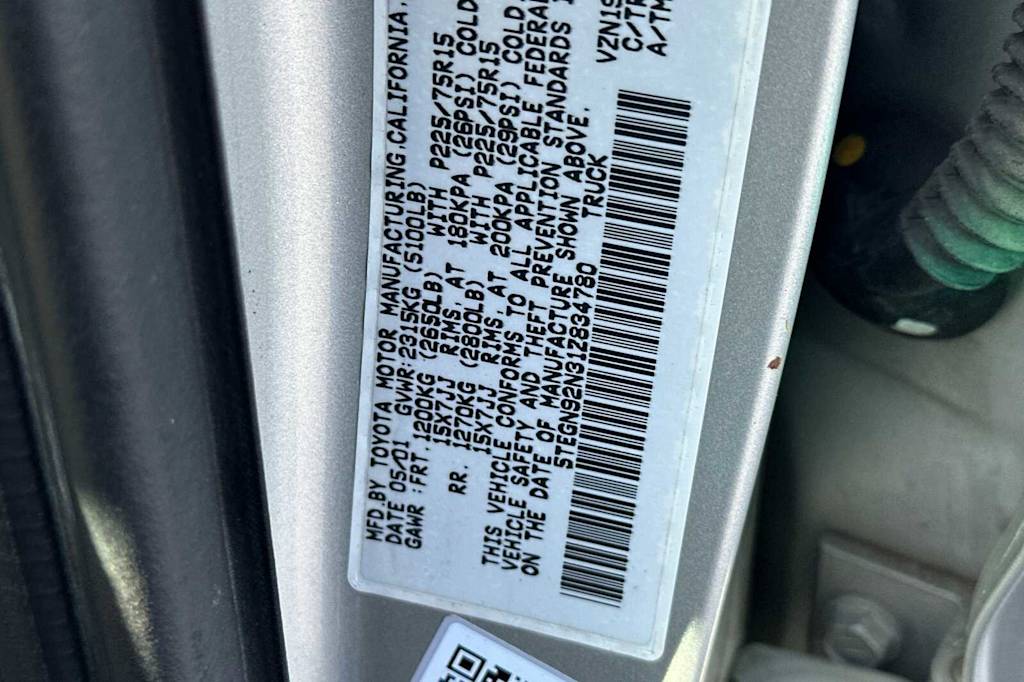 MFD.BY TOYOTA MOTOR MANUFACTURING.CALIFORNIA,
DATE 05/01 GVWR:2315KG (5100LB)
GAWR :FRT. 1200KG (2650LB) WITH P225/75R15
15X7JJ RIMS, AT 180KPA (26PSI) COLD
RR. 1270KG (2800LB) WITH P225/75R15
15X7JJ RIMS, AT 200KPA (29PSI) COLD
THIS VEHICLE CONFORMS TO ALL APPLICABLE FEDERAL
VEHICLE SAFETY AND THEFT PREVENTION STANDARDS
ON THE DATE OF MANUFACTURE SHOWN ABOVE.
5TEGN92N31Z834780 TRUCK
VZN19
C/TR
A/TM